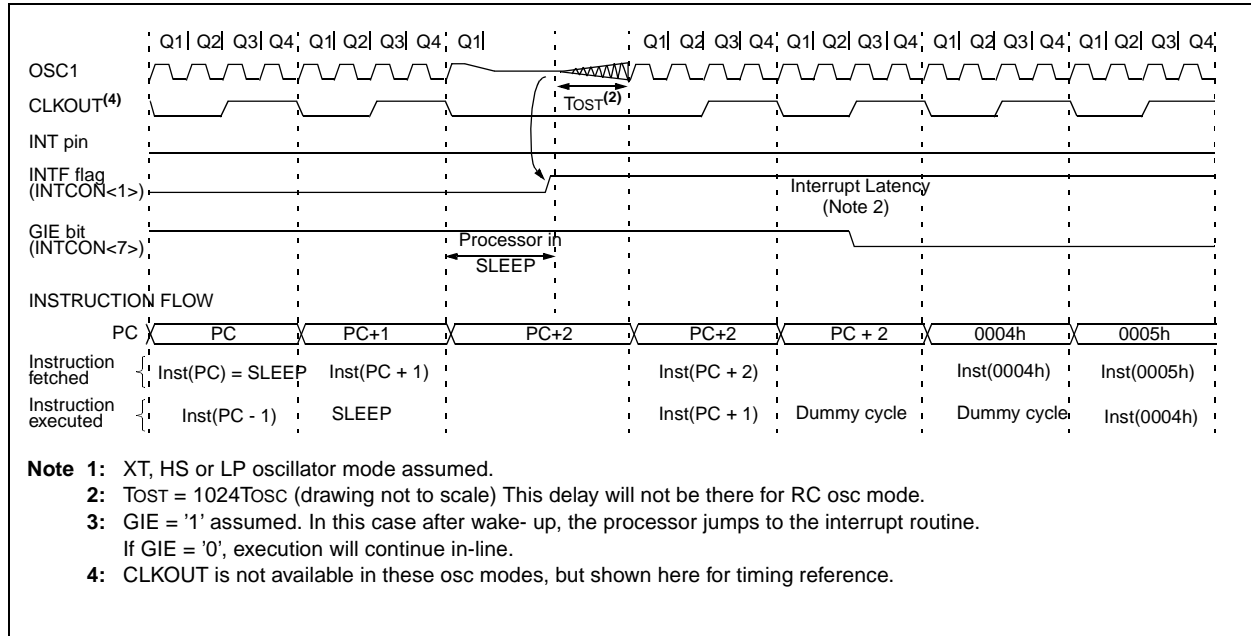 Q1 Q2 Q3 Q4 Q1 Q2 Q3 Q4 Q1 Q1 Q2 Q3 Q4 Q1 Q2 Q3 Q4 Q1 Q2 Q3 Q4 Q1 Q2 Q3 Q4
OSC1
CLKOUT(4)
TOST(2)
INT pin
INTF flag
(INTCON<1>)
Interrupt Latency
(Note 2)
GIE bit
(INTCON<7>)
Processor in
SLEEP
INSTRUCTION FLOW
PC PC PC+1 PC+2 PC+2 PC + 2 0004h 0005h
Instruction
fetched
Inst(PC) = SLEEP Inst(PC + 1) Inst(PC + 2) Inst(0004h) Inst(0005h)
Instruction
executed
Inst(PC - 1) SLEEP Inst(PC + 1) Dummy cycle Dummy cycle Inst(0004h)
Note 1: XT, HS or LP oscillator mode assumed.
2: TOST = 1024TOSC (drawing not to scale) This delay will not be there for RC osc mode.
3: GIE = '1' assumed. In this case after wake- up, the processor jumps to the interrupt routine.
If GIE = '0', execution will continue in-line.
4: CLKOUT is not available in these osc modes, but shown here for timing reference.